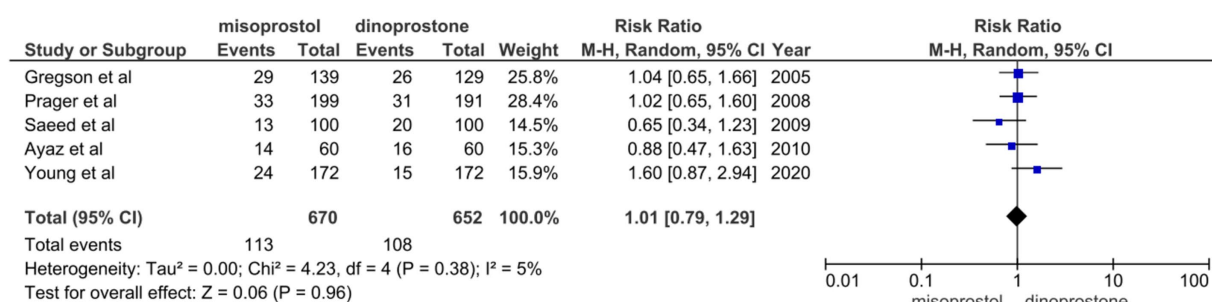 misoprostol dinoprostone Risk Ratio Risk Ratio
Study or Subgroup Events Total Events Total Weight M-H, Random, 95% CI Year M-H, Random, 95% CI
Gregson et al 29 139 26 129 25.8% 1.04 [0.65, 1.66] 2005
Prager et al 33 199 31 191 28.4% 1.02 [0.65, 1.60] 2008
Saeed et al 13 100 20 100 14.5% 0.65 [0.34, 1.23] 2009
Ayaz et al 14 60 16 60 15.3% 0.88 [0.47, 1.63] 2010
Young et al 24 172 15 172 15.9% 1.60 [0.87, 2.94] 2020
Total (95% CI) 670 652 100.0% 1.01 [0.79, 1.29]
Total events 113 108
Heterogeneity: Tau² = 0.00; Chi² = 4.23, df = 4 (P = 0.38); I² = 5%
Test for overall effect: Z = 0.06 (P = 0.96)
0.01 0.1 1 10 100
misoprostol dinoprostone